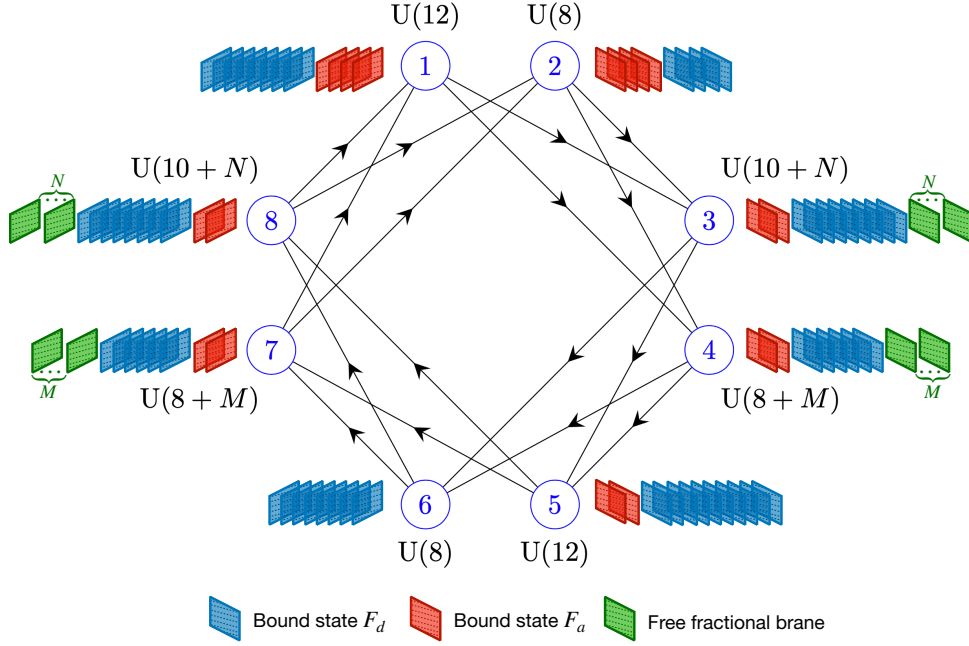 U(12) U(8)
1 2
U(10 + N) U(10 + N)
N N
8 3
7 4
M M
U(8 + M) U(8 + M)
6 5
U(8) U(12)
Bound state F_d Bound state F_a Free fractional brane